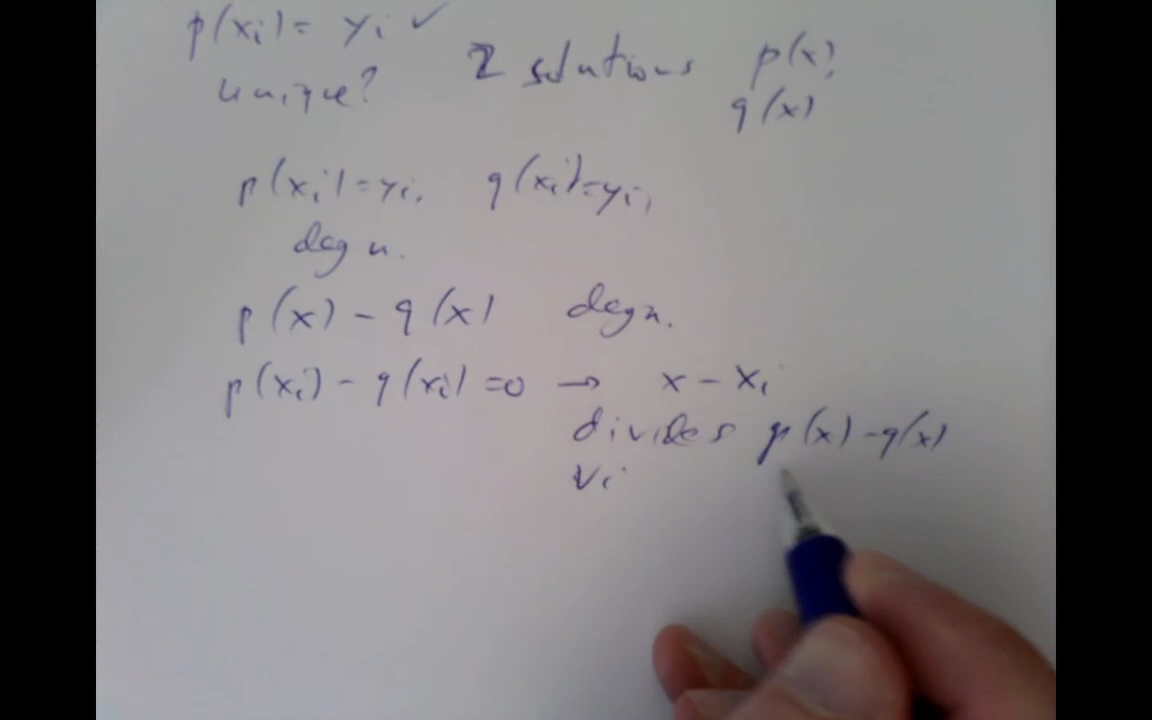 p(xi) = yi ✓
2 solutions p(x),
unique?
q(x)
p(xi) = yi, q(xi) = yi,
deg n.
p(x) - q(x) deg n.
p(xi) - q(xi) = 0 → x - xi
divides p(x) - q(x)
∀i